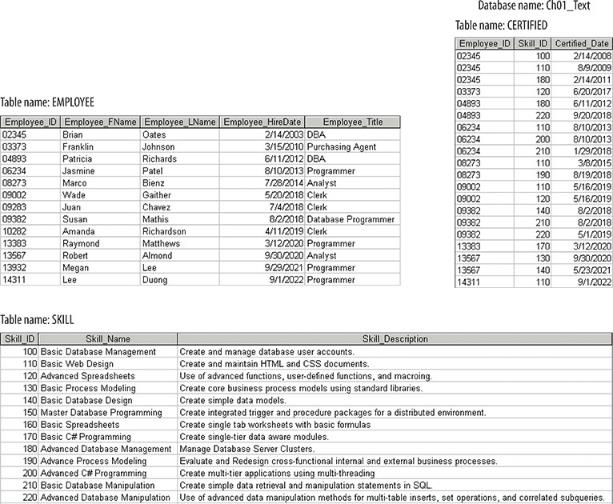 Database name: Ch01_Text
Table name: CERTIFIED
Employee_ID Skill_ID Certified_Date
02345 100 2/14/2008
02345 110 8/9/2009
02345 180 2/14/2011
03373 120 6/20/2017
04893 180 6/11/2012
04893 220 9/20/2018
06234 110 8/10/2013
06234 200 8/10/2013
06234 210 1/29/2018
08273 110 3/8/2015
08273 190 8/19/2018
09002 110 5/16/2019
09002 120 5/16/2019
09382 140 8/2/2018
09382 210 8/2/2018
09382 220 5/1/2019
13383 170 3/12/2020
13567 130 9/30/2020
13567 140 5/23/2021
14311 110 9/1/2022
Table name: EMPLOYEE
Employee_ID Employee_FName Employee_LName Employee_HireDate Employee_Title
02345 Brian Oates 2/14/2003 DBA
03373 Franklin Johnson 3/15/2010 Purchasing Agent
04893 Patricia Richards 6/11/2012 DBA
06234 Jasmine Patel 8/10/2013 Programmer
08273 Marco Bienz 7/28/2014 Analyst
09002 Wade Gaither 5/20/2018 Clerk
09283 Juan Chavez 7/4/2018 Clerk
09382 Susan Mathis 8/2/2018 Database Programmer
10282 Amanda Richardson 4/11/2019 Clerk
13383 Raymond Matthews 3/12/2020 Programmer
13567 Robert Almond 9/30/2020 Analyst
13932 Megan Lee 9/29/2021 Programmer
14311 Lee Duong 9/1/2022 Programmer
Table name: SKILL
Skill_ID Skill_Name Skill_Description
100 Basic Database Management Create and manage database user accounts.
110 Basic Web Design Create and maintain HTML and CSS documents.
120 Advanced Spreadsheets Use of advanced functions, user-defined functions, and macroing.
130 Basic Process Modeling Create core business process models using standard libraries.
140 Basic Database Design Create simple data models.
150 Master Database Programming Create integrated trigger and procedure packages for a distributed environment.
160 Basic Spreadsheets Create single tab worksheets with basic formulas
170 Basic C# Programming Create single-tier data aware modules.
180 Advanced Database Management Manage Database Server Clusters.
190 Advance Process Modeling Evaluate and Redesign cross-functional internal and external business processes.
200 Advanced C# Programming Create multi-tier applications using multi-threading
210 Basic Database Manipulation Create simple data retrieval and manipulation statements in SQL.
220 Advanced Database Manipulation Use of advanced data manipulation methods for multi-table inserts, set operations, and correlated subqueries.